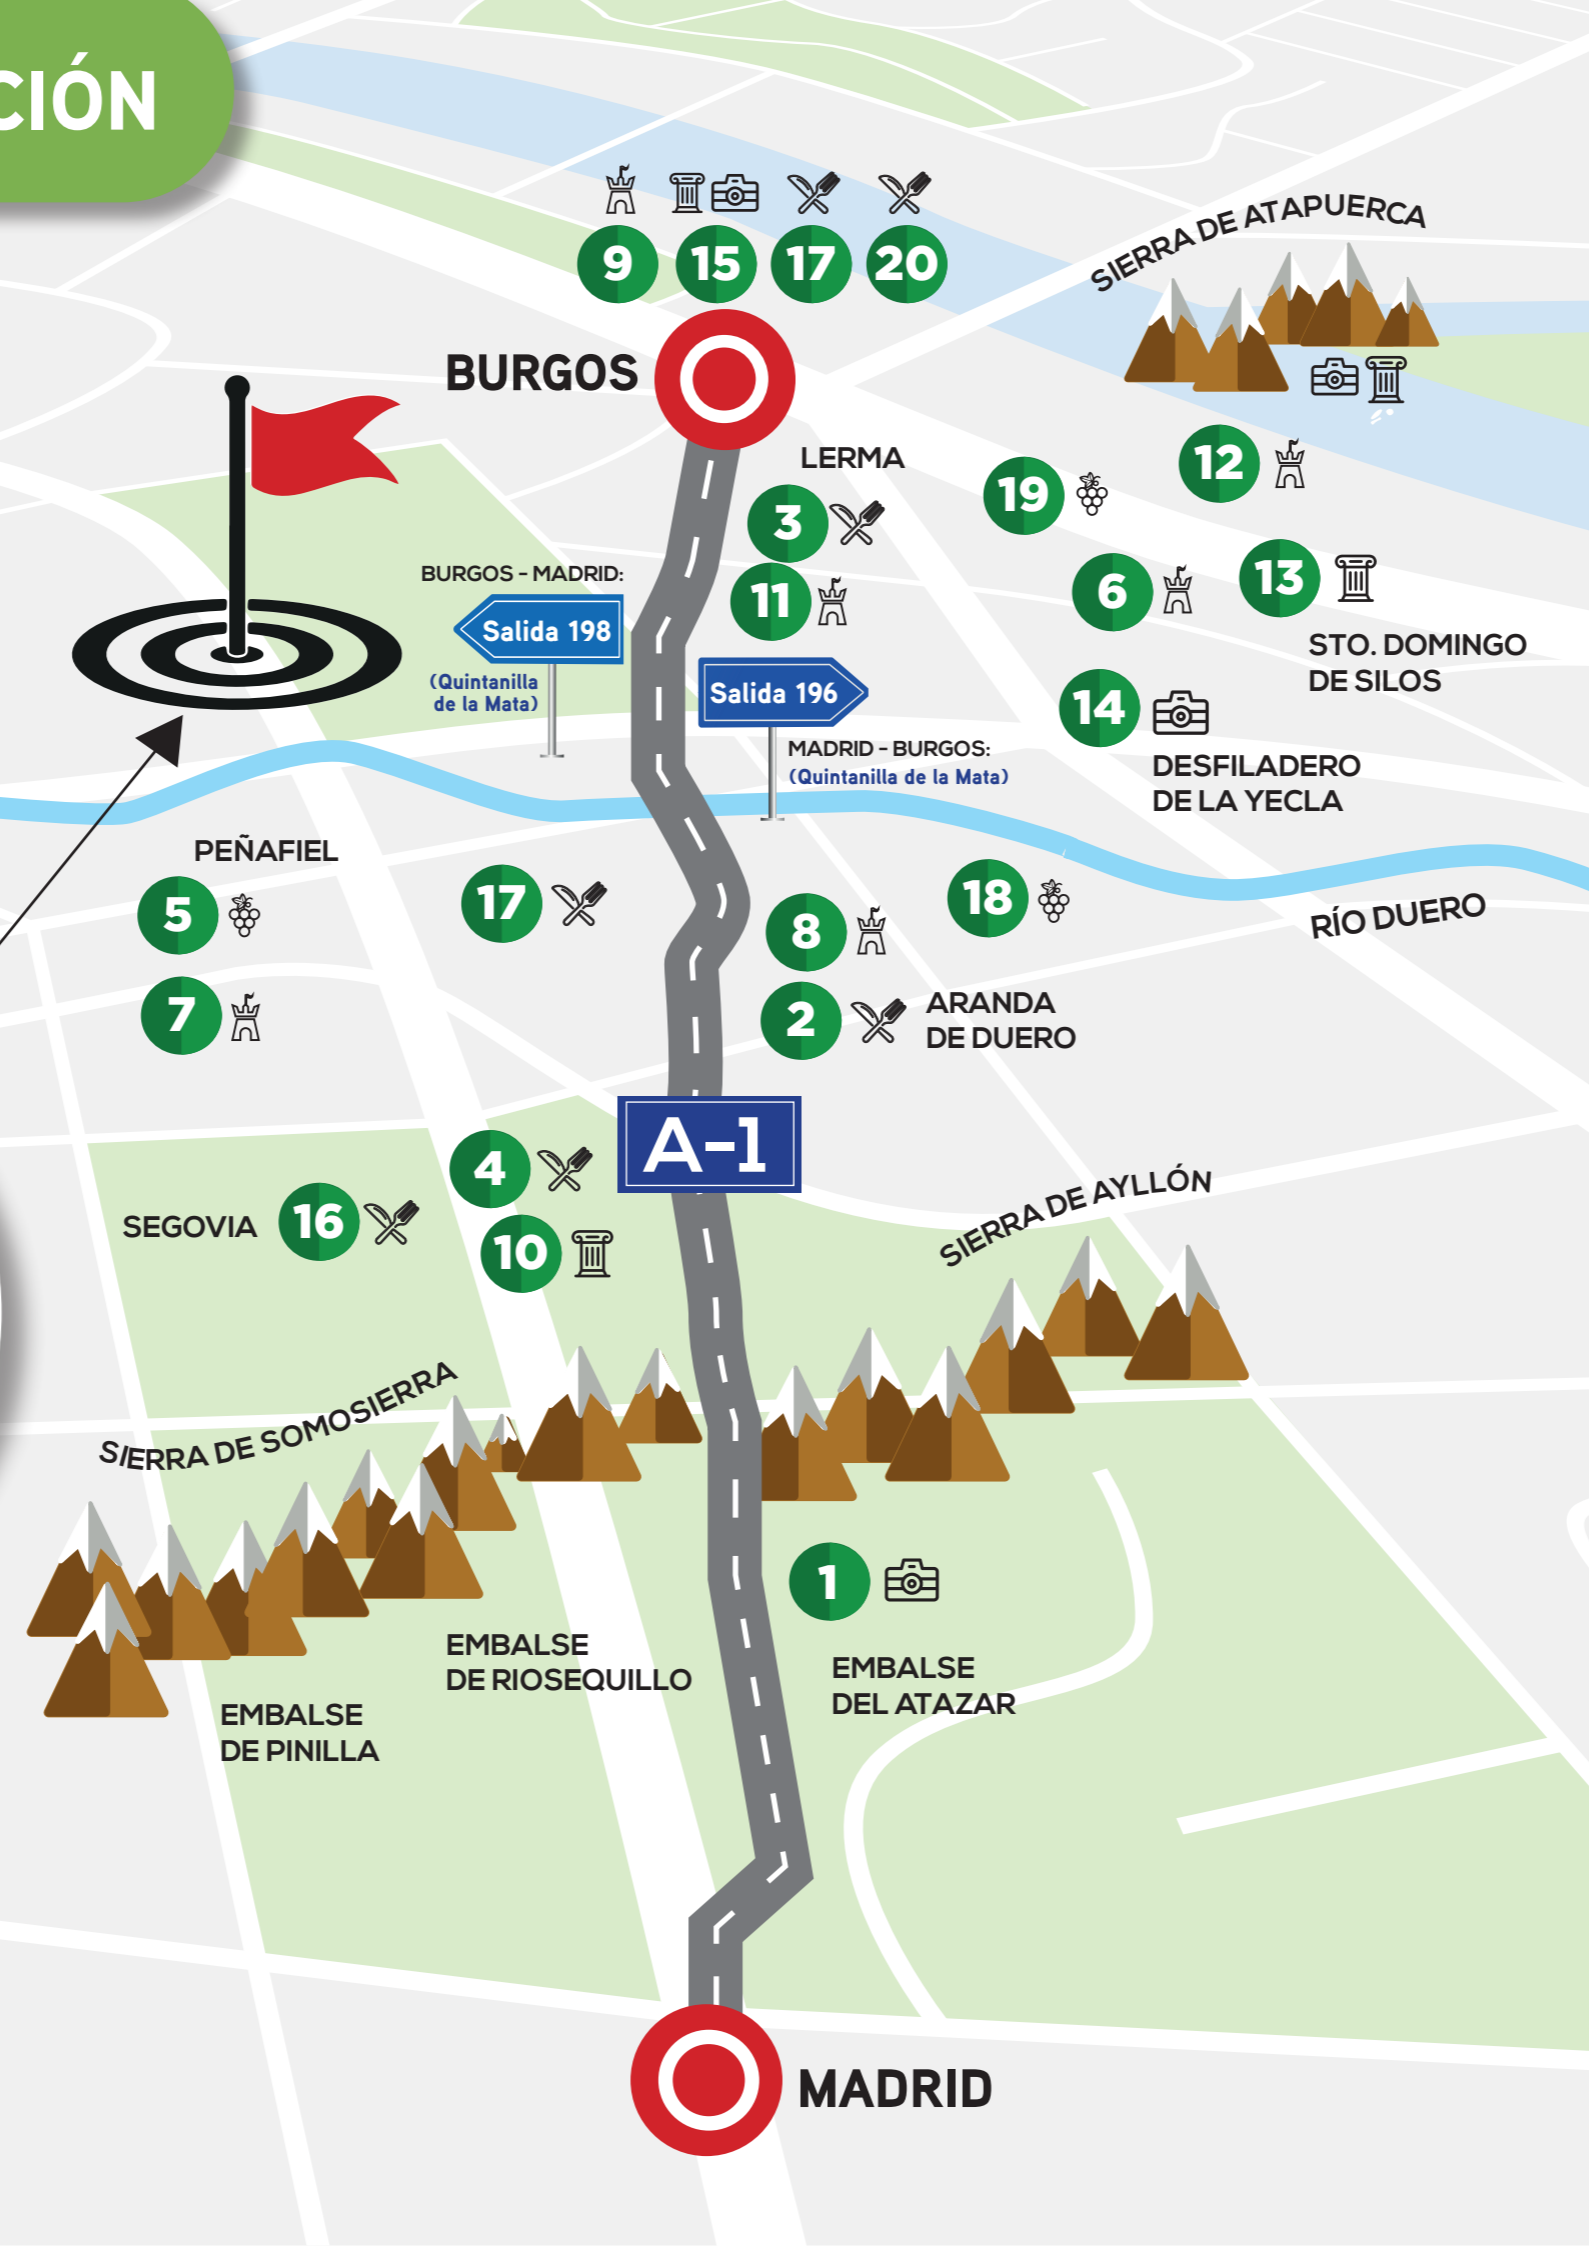 CIÓN
9
15
17
20
SIERRA DE ATAPUERCA
BURGOS
LERMA
3
19
12
11
6
13
BURGOS - MADRID:
Salida 198
(Quintanilla
de la Mata)
STO. DOMINGO
DE SILOS
Salida 196
14
MADRID - BURGOS:
(Quintanilla de la Mata)
DESFILADERO
DE LA YECLA
PEÑAFIEL
5
17
8
18
RÍO DUERO
7
2
ARANDA
DE DUERO
A-1
4
SEGOVIA
16
10
SIERRA DE AYLLÓN
SIERRA DE SOMOSIERRA
1
EMBALSE
DE RIOSEQUILLO
EMBALSE
DEL ATAZAR
EMBALSE
DE PINILLA
MADRID